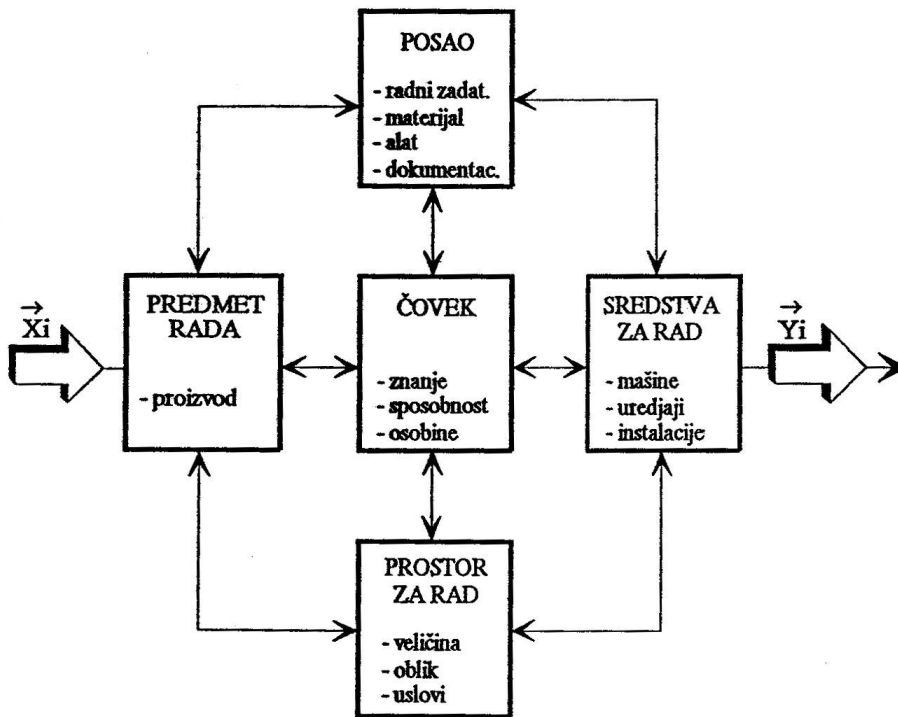 POSAO
- radni zadat.
- materijal
- alat
- dokumentac.
Xi
PREDMET
RADA
- proizvod
ČOVEK
- znanje
- sposobnost
- osobine
SREDSTVA
ZA RAD
- mašine
- uredjaji
- instalacije
Yi
PROSTOR
ZA RAD
- veličina
- oblik
- uslovi